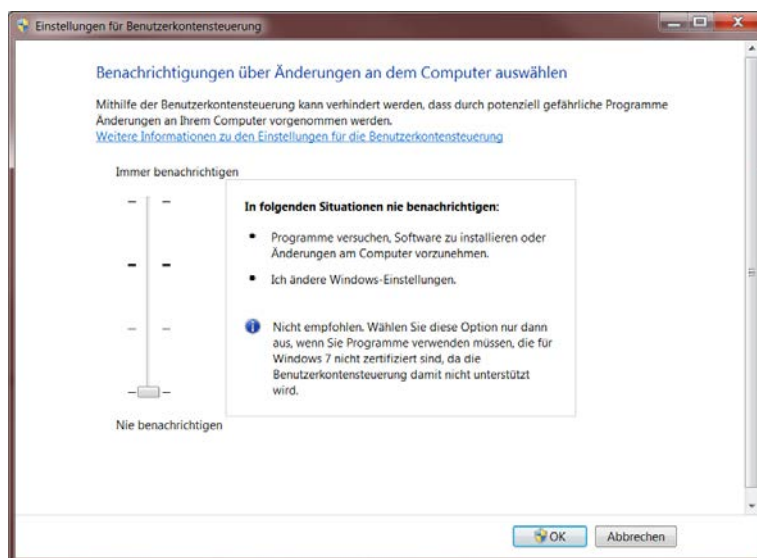 Einstellungen für Benutzerkontensteuerung
Benachrichtigungen über Änderungen an dem Computer auswählen
Mithilfe der Benutzerkontensteuerung kann verhindert werden, dass durch potenziell gefährliche Programme
Änderungen an Ihrem Computer vorgenommen werden.
Weitere Informationen zu den Einstellungen für die Benutzerkontensteuerung
Immer benachrichtigen
In folgenden Situationen nie benachrichtigen:
• Programme versuchen, Software zu installieren oder
Änderungen am Computer vorzunehmen.
• Ich ändere Windows-Einstellungen.
Nicht empfohlen. Wählen Sie diese Option nur dann
aus, wenn Sie Programme verwenden müssen, die für
Windows 7 nicht zertifiziert sind, da die
Benutzerkontensteuerung damit nicht unterstützt
wird.
Nie benachrichtigen
OK
Abbrechen